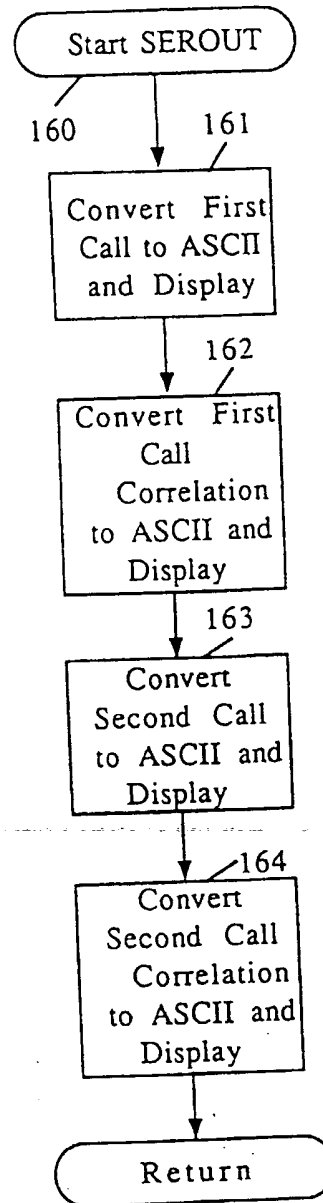 Start SEROUT
160
161
Convert First
Call to ASCII
and Display
162
Convert First
Call
Correlation
to ASCII and
Display
163
Convert
Second Call
to ASCII and
Display
164
Convert
Second Call
Correlation
to ASCII and
Display
Return